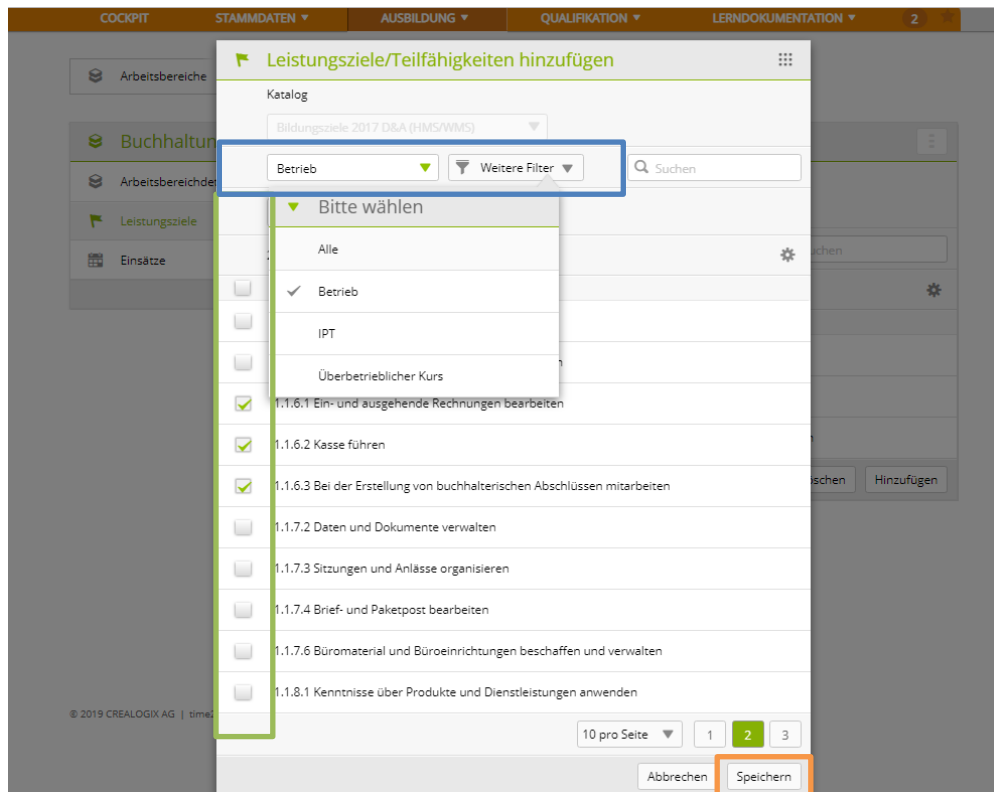 COCKPIT STAMMDATEN ▼ AUSBILDUNG ▼ QUALIFIKATION ▼ LERNDOKUMENTATION ▼ 2
Leistungsziele/Teilfähigkeiten hinzufügen
Arbeitsbereiche
Katalog
Bildungsziele 2017 D&A (HMS/WMS)
Buchhaltun
Betrieb
Weitere Filter
Suchen
Arbeitsbereichde
Leistungsziele
Bitte wählen
Einsätze
Alle
uchen
Betrieb
IPT
Überbetrieblicher Kurs
1.1.6.1 Ein- und ausgehende Rechnungen bearbeiten
1.1.6.2 Kasse führen
1.1.6.3 Bei der Erstellung von buchhalterischen Abschlüssen mitarbeiten
schen
Hinzufügen
1.1.7.2 Daten und Dokumente verwalten
1.1.7.3 Sitzungen und Anlässe organisieren
1.1.7.4 Brief- und Paketpost bearbeiten
1.1.7.6 Büromaterial und Büroeinrichtungen beschaffen und verwalten
1.1.8.1 Kenntnisse über Produkte und Dienstleistungen anwenden
© 2019 CREALOGIX AG | time2
10 pro Seite 1 2 3
Abbrechen Speichern